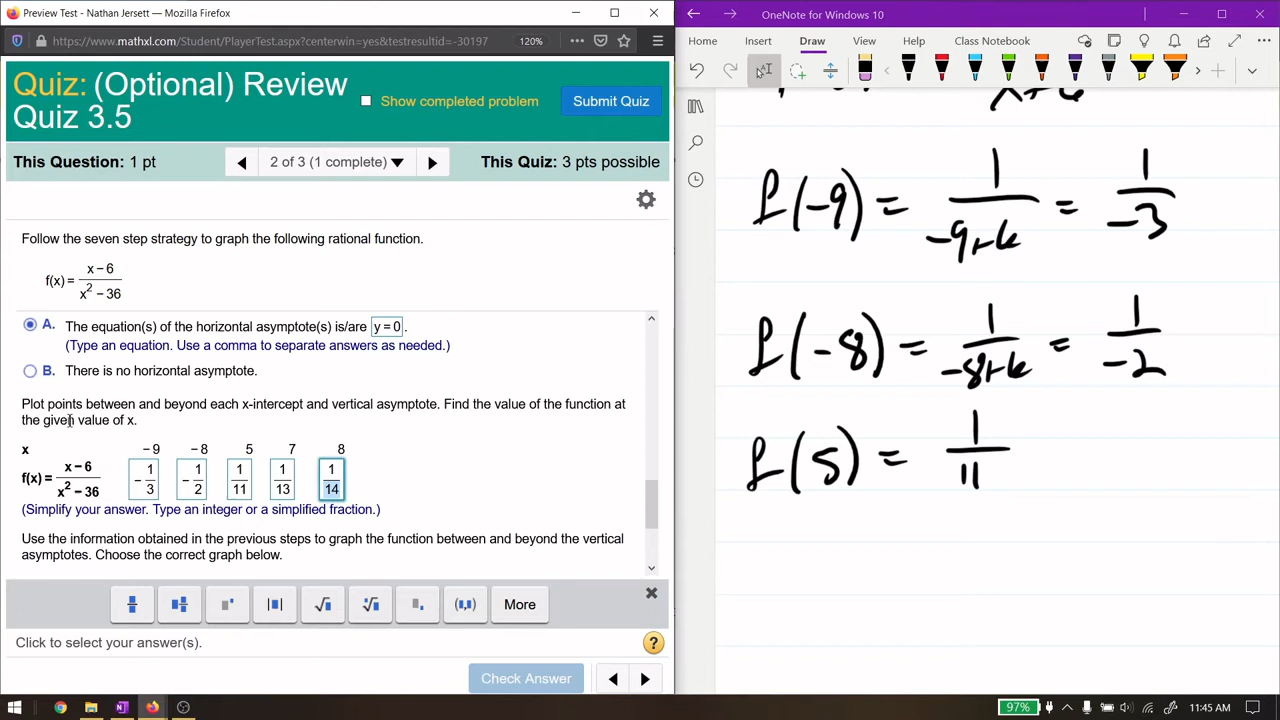 Preview Test - Nathan Jersett - Mozilla Firefox
https://www.mathxl.com/Student/PlayerTest.aspx?centerwin=yes&testresultid=-30197
120%
Quiz: (Optional) Review
Quiz 3.5
Show completed problem
Submit Quiz
This Question: 1 pt
2 of 3 (1 complete)
This Quiz: 3 pts possible
Follow the seven step strategy to graph the following rational function.
f(x) = x − 6 / x² − 36
A. The equation(s) of the horizontal asymptote(s) is/are y = 0 .
(Type an equation. Use a comma to separate answers as needed.)
B. There is no horizontal asymptote.
Plot points between and beyond each x-intercept and vertical asymptote. Find the value of the function at
the given value of x.
x − 9 − 8 5 7 8
f(x) = x − 6 / x² − 36 − 1/3 − 1/2 1/11 1/13 1/14
(Simplify your answer. Type an integer or a simplified fraction.)
Use the information obtained in the previous steps to graph the function between and beyond the vertical
asymptotes. Choose the correct graph below.
More
Click to select your answer(s).
?
Check Answer
OneNote for Windows 10
Home Insert Draw View Help Class Notebook
f(-9) = 1/-9+6 = 1/-3
f(-8) = 1/-8+6 = 1/-2
f(5) = 1/11
97%
11:45 AM